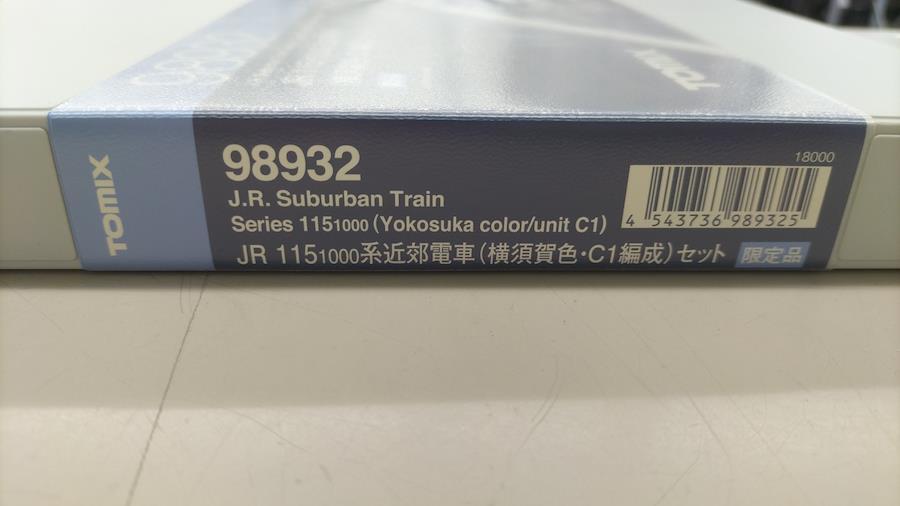 TOMIX
TOMIX
98932
18000
J.R. Suburban Train
Series 1151000 (Yokosuka color/unit C1)
4 543736 989325
JR 1151000系近郊電車(横須賀色・C1編成)セット 限定品